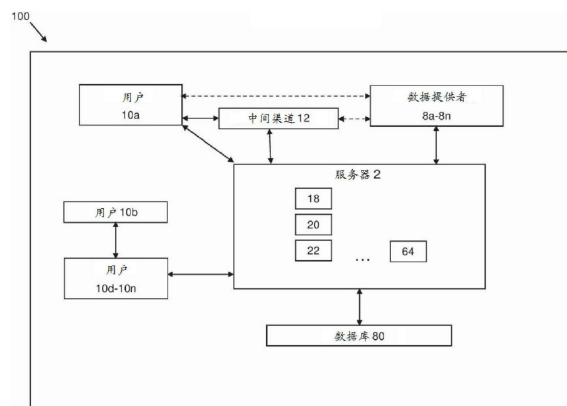 100
用户
10a
中间渠道 12
数据提供者
8a-8n
服务器 2
18
20
22
...
64
用户 10b
用户
10d-10n
数据库 80